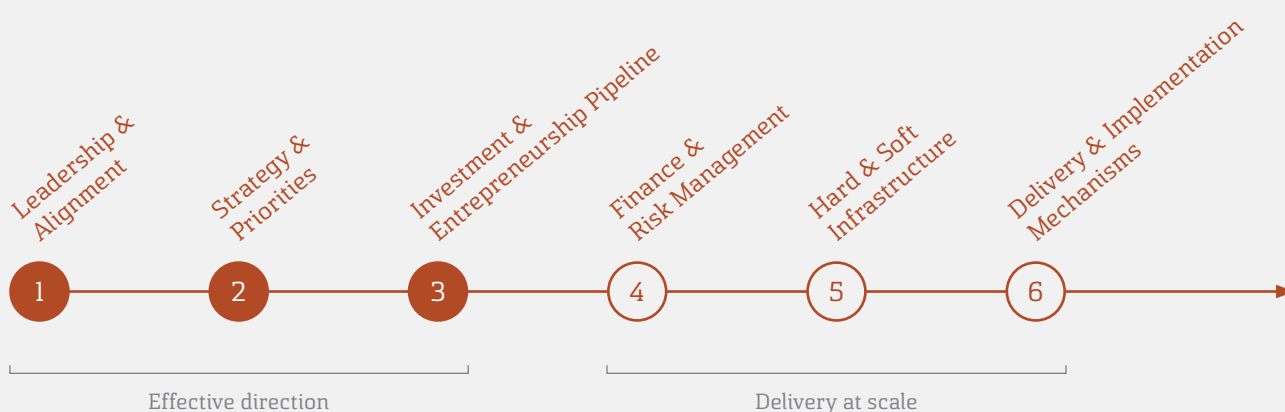 Leadership &
Alignment
Strategy &
Priorities
Investment &
Entrepreneurship Pipeline
Finance &
Risk Management
Hard & Soft
Infrastructure
Delivery & Implementation
Mechanisms
1
2
3
4
5
6
Effective direction
Delivery at scale